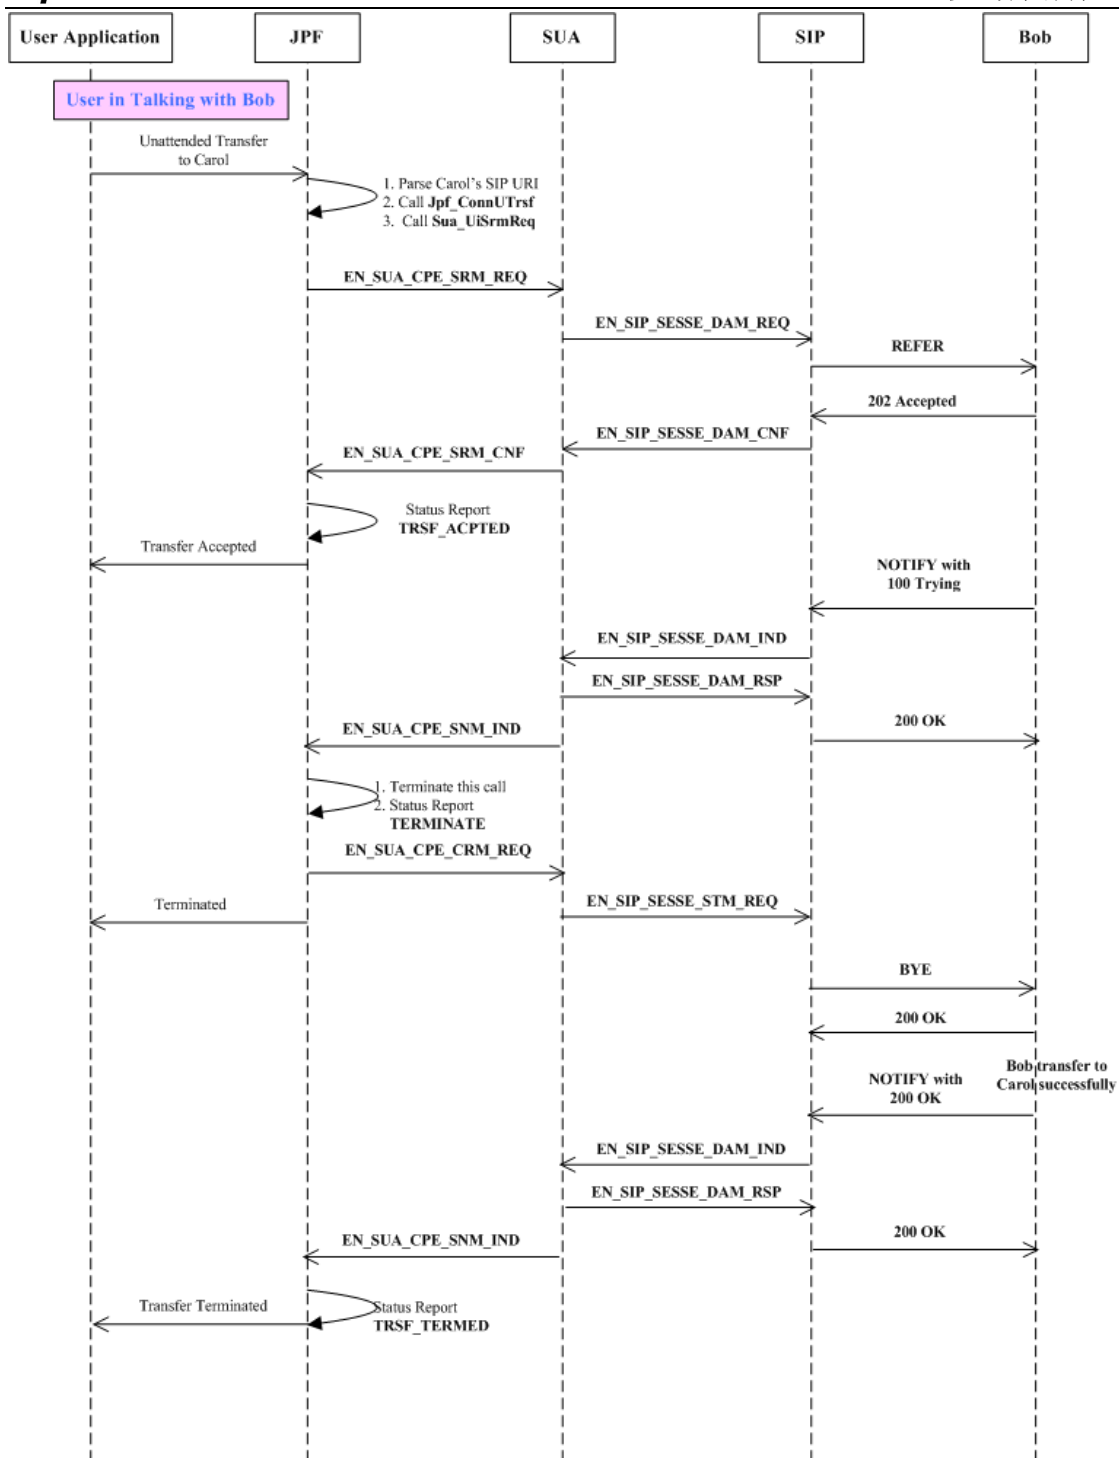 User Application
JPF
SUA
SIP
Bob
User in Talking with Bob
Unattended Transfer
to Carol
1. Parse Carol's SIP URI
2. Call Jpf_ConnUTrsf
3. Call Sua_UiSrmReq
EN_SUA_CPE_SRM_REQ
EN_SIP_SESSE_DAM_REQ
REFER
202 Accepted
EN_SIP_SESSE_DAM_CNF
EN_SUA_CPE_SRM_CNF
Status Report
TRSF_ACPTED
Transfer Accepted
NOTIFY with
100 Trying
EN_SIP_SESSE_DAM_IND
EN_SIP_SESSE_DAM_RSP
200 OK
EN_SUA_CPE_SNM_IND
1. Terminate this call
2. Status Report
TERMINATE
EN_SUA_CPE_CRM_REQ
Terminated
EN_SIP_SESSE_STM_REQ
BYE
200 OK
Bob transfer to
Carol successfully
NOTIFY with
200 OK
EN_SIP_SESSE_DAM_IND
EN_SIP_SESSE_DAM_RSP
200 OK
EN_SUA_CPE_SNM_IND
Transfer Terminated
Status Report
TRSF_TERMED